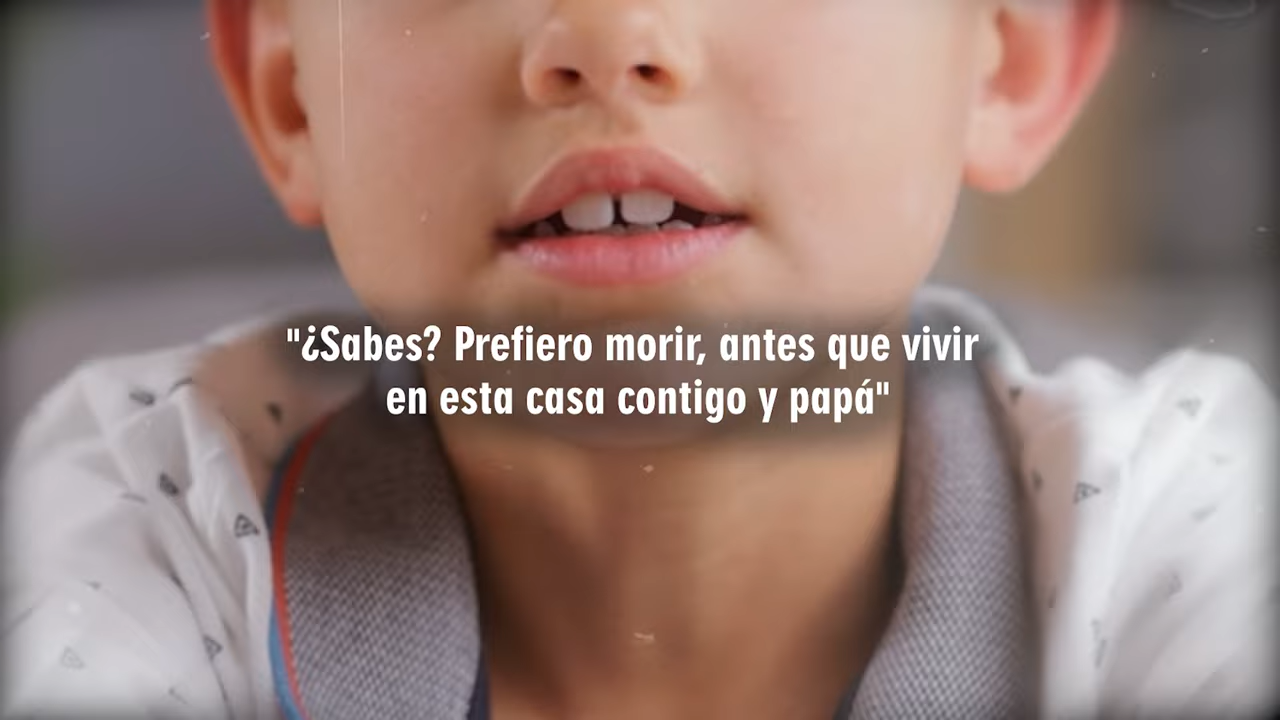 "¿Sabes? Prefiero morir, antes que vivir
en esta casa contigo y papá"